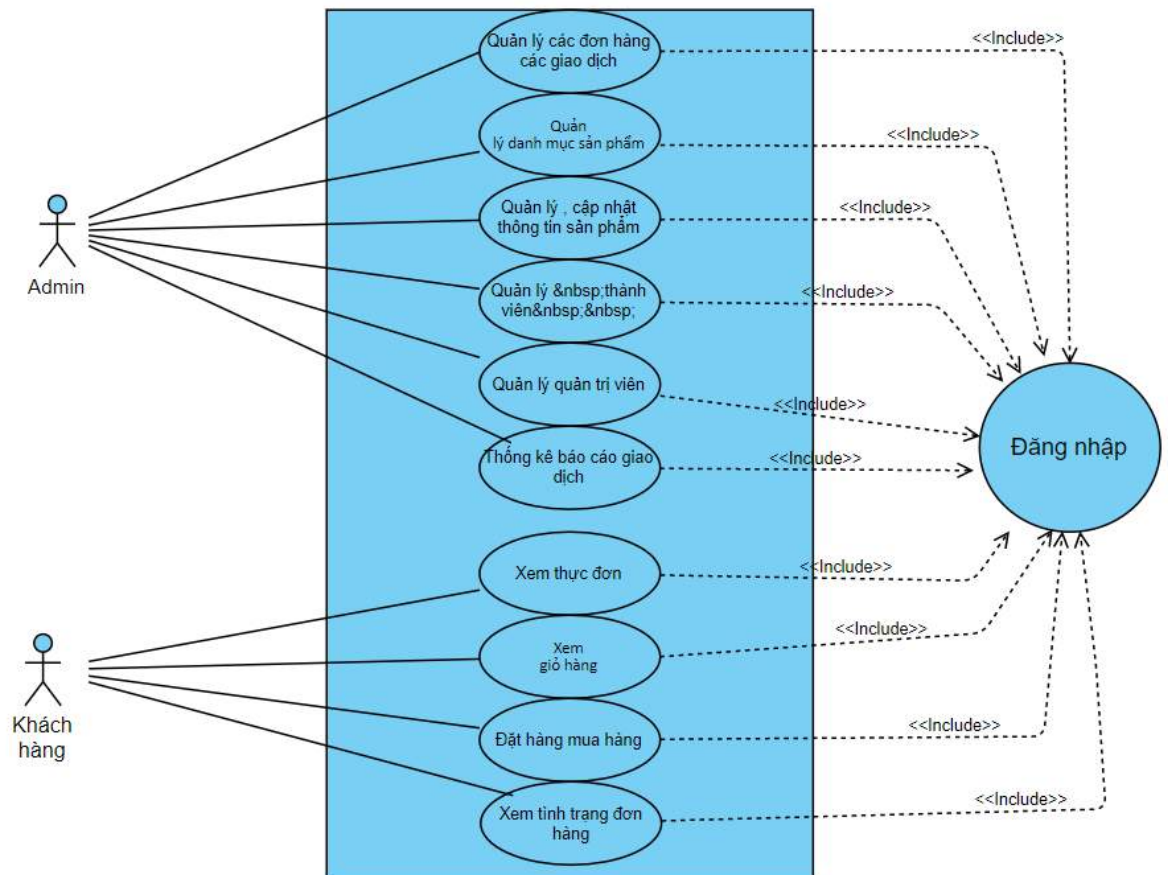 Quản lý các đơn hàng
các giao dịch
<<Include>>
Quản
lý danh mục sản phẩm
<<Include>>
Quản lý , cập nhật
thông tin sản phẩm
<<Include>>
Admin
Quản lý &nbsp;thành
viên&nbsp;&nbsp;
<<Include>>
Quản lý quản trị viên
<<Include>>
Đăng nhập
Thống kê báo cáo giao
dịch
<<Include>>
Xem thực đơn
<<Include>>
Xem
giỏ hàng
<<Include>>
Khách
hàng
Đặt hàng mua hàng
<<Include>>
Xem tình trạng đơn
hàng
<<Include>>